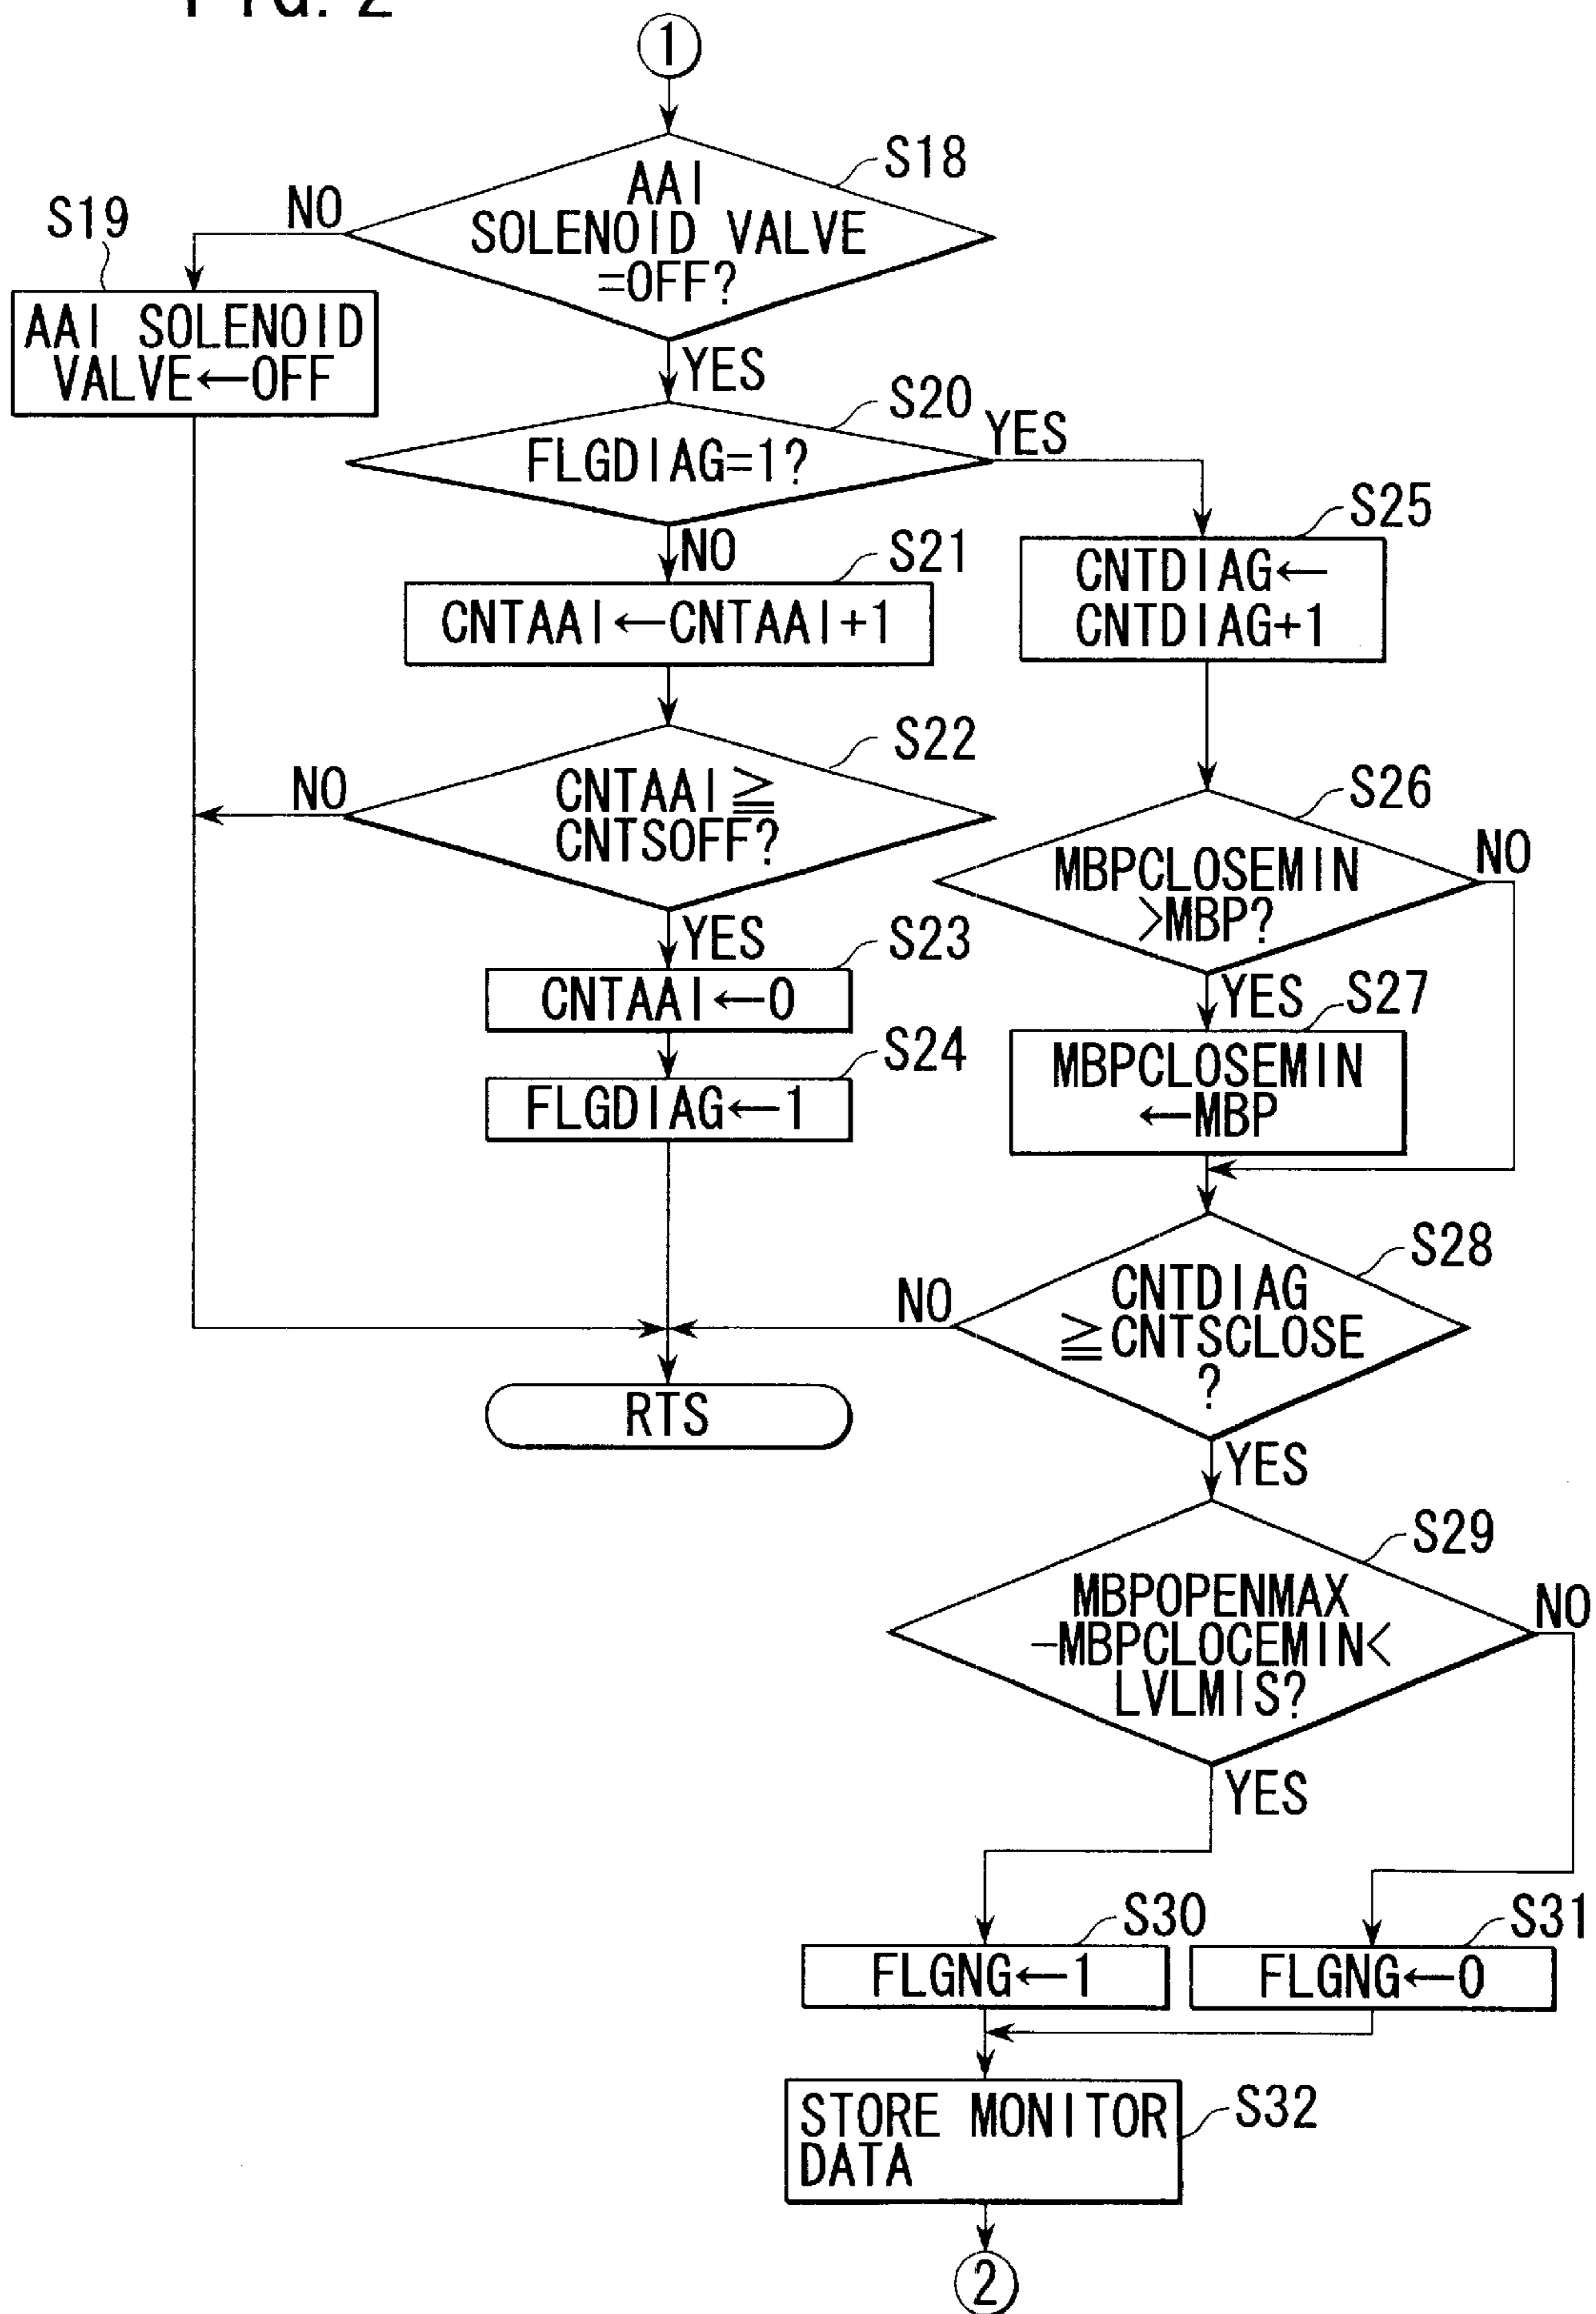 FIG. 2
1
S18
AAI
SOLENOID VALVE
=OFF?
NO
S19
AAI SOLENOID
VALVE←OFF
YES
S20
FLGDIAG=1?
YES
NO
S21
CNTAAI←CNTAAI+1
S25
CNTDIAG←
CNTDIAG+1
S22
CNTAAI≧
CNTSOFF?
NO
YES
S26
MBPCLOSEMIN
>MBP?
NO
YES
S23
CNTAAI←0
S27
MBPCLOSEMIN
←MBP
S24
FLGDIAG←1
S28
CNTDIAG
≧CNTSCLOSE
?
NO
RTS
YES
S29
MBPOPENMAX
-MBPCLOCEMIN<
LVLMIS?
NO
YES
S30
FLGNG←1
S31
FLGNG←0
S32
STORE MONITOR
DATA
2